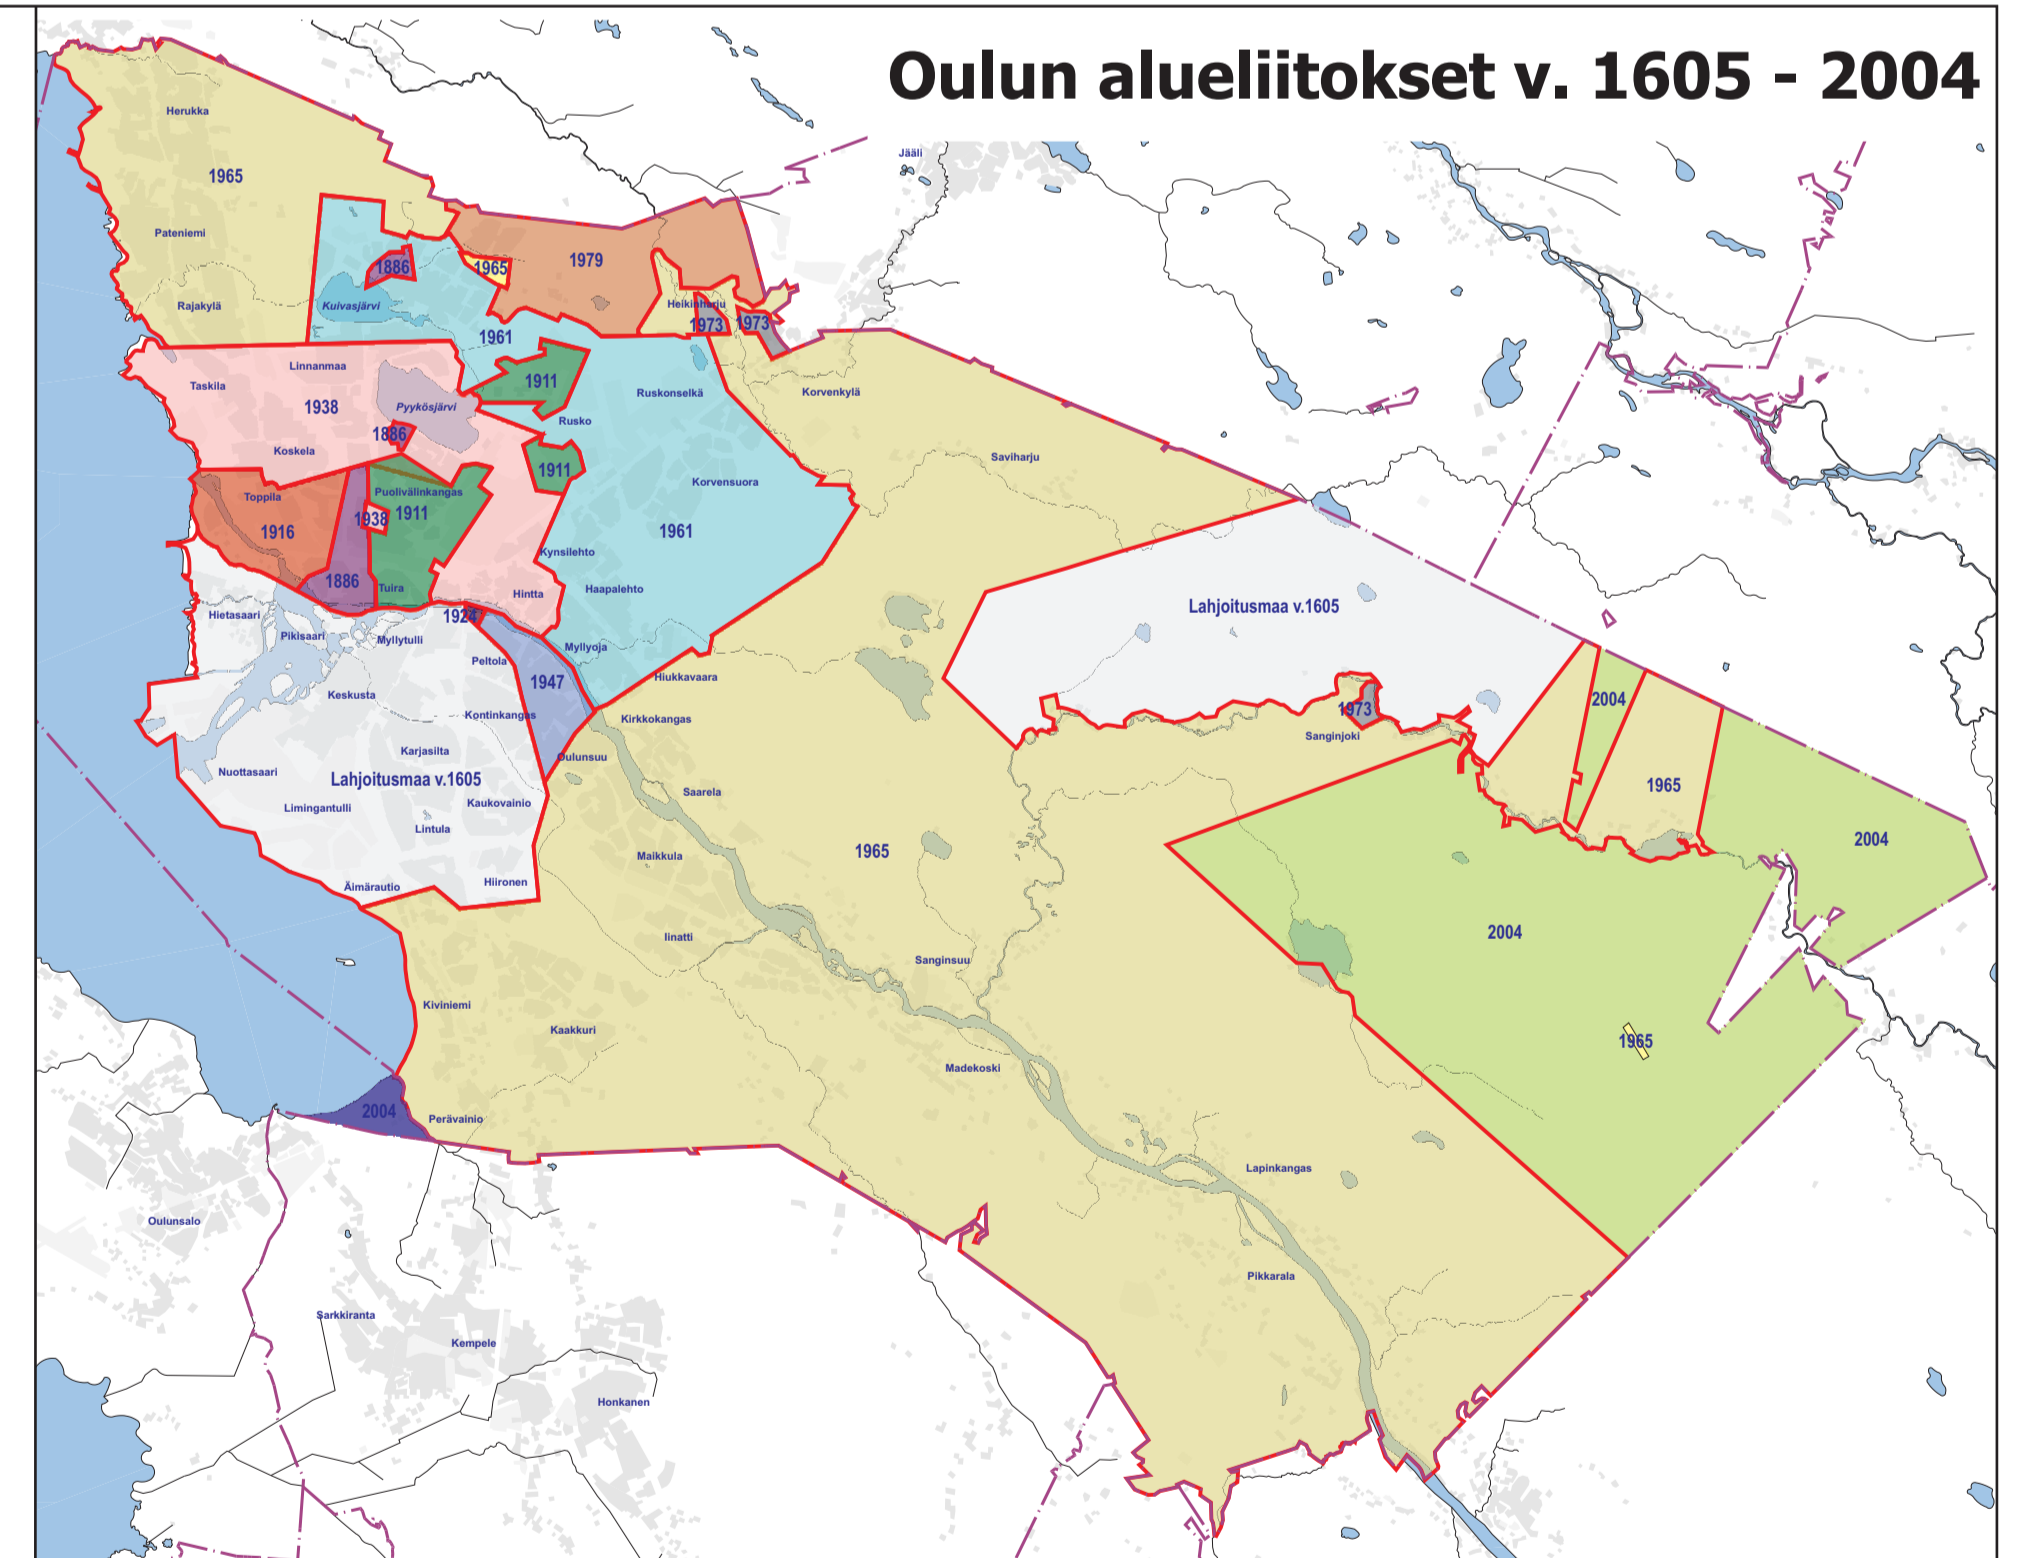 Oulun alueliitokset v. 1605 - 2004
Herukka
Jääli
1965
Pateniemi
1979
1886
1965
Rajakylä
Kuivasjärvi
Heikinharju
1973
1973
1961
Linnanmaa
Taskila
1911
Ruskonselkä
Korvenkylä
1938
Pyykösjärvi
Rusko
1886
Koskela
Saviharju
1911
Korvensuora
Toppila
Puolivälinkangas
1938
1911
1916
1961
Kynsilehto
1886
Tuira
Haapalehto
Hintta
Lahjoitusmaa v.1605
Hietasaari
1924
Pikisaari
Myllytulli
Myllyoja
Peltola
Hiukkavaara
1947
Keskusta
2004
1973
Kontinkangas
Kirkkokangas
Sanginjoki
Karjasilta
Oulunsuu
Nuottasaari
Lahjoitusmaa v.1605
1965
Saarela
Limingantulli
Kaukovainio
Lintula
2004
1965
Maikkula
Äimärautio
Hiironen
Iinatti
2004
Sanginsuu
Kiviniemi
Kaakkuri
1965
Madekoski
2004
Perävainio
Lapinkangas
Oulunsalo
Pikkarala
Sarkkiranta
Kempele
Honkanen